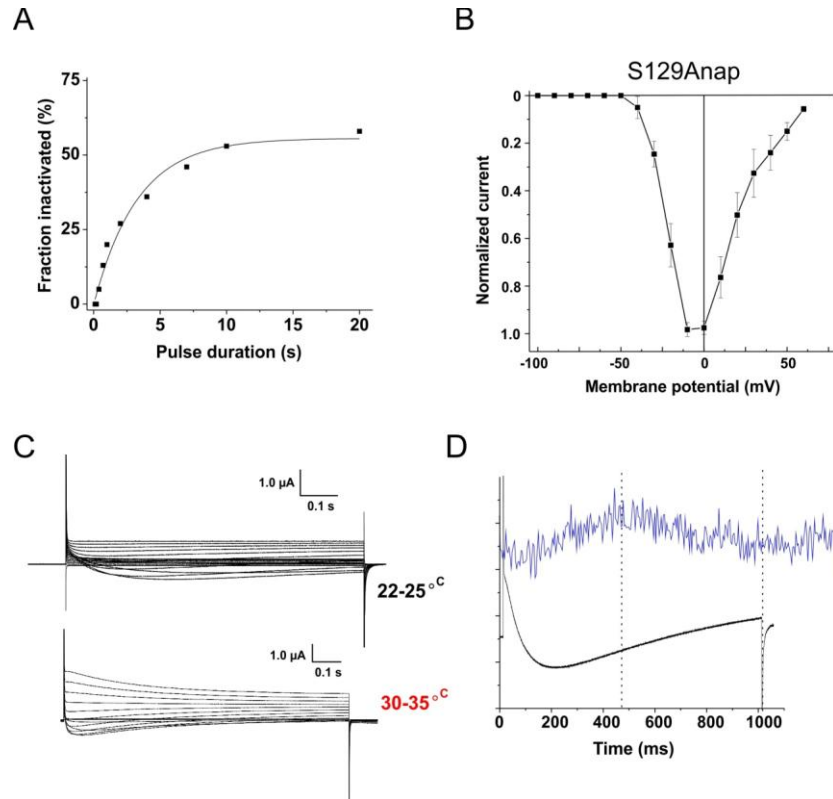 A
75
50
25
0
Fraction inactivated (%)
0 5 10 15 20
Pulse duration (s)
B
S129Anap
0
0.2
0.4
0.6
0.8
1.0
Normalized current
-100 -50 0 50
Membrane potential (mV)
C
1.0 µA
0.1 s
22-25°C
1.0 µA
0.1 s
30-35°C
D
0 200 400 600 800 1000
Time (ms)